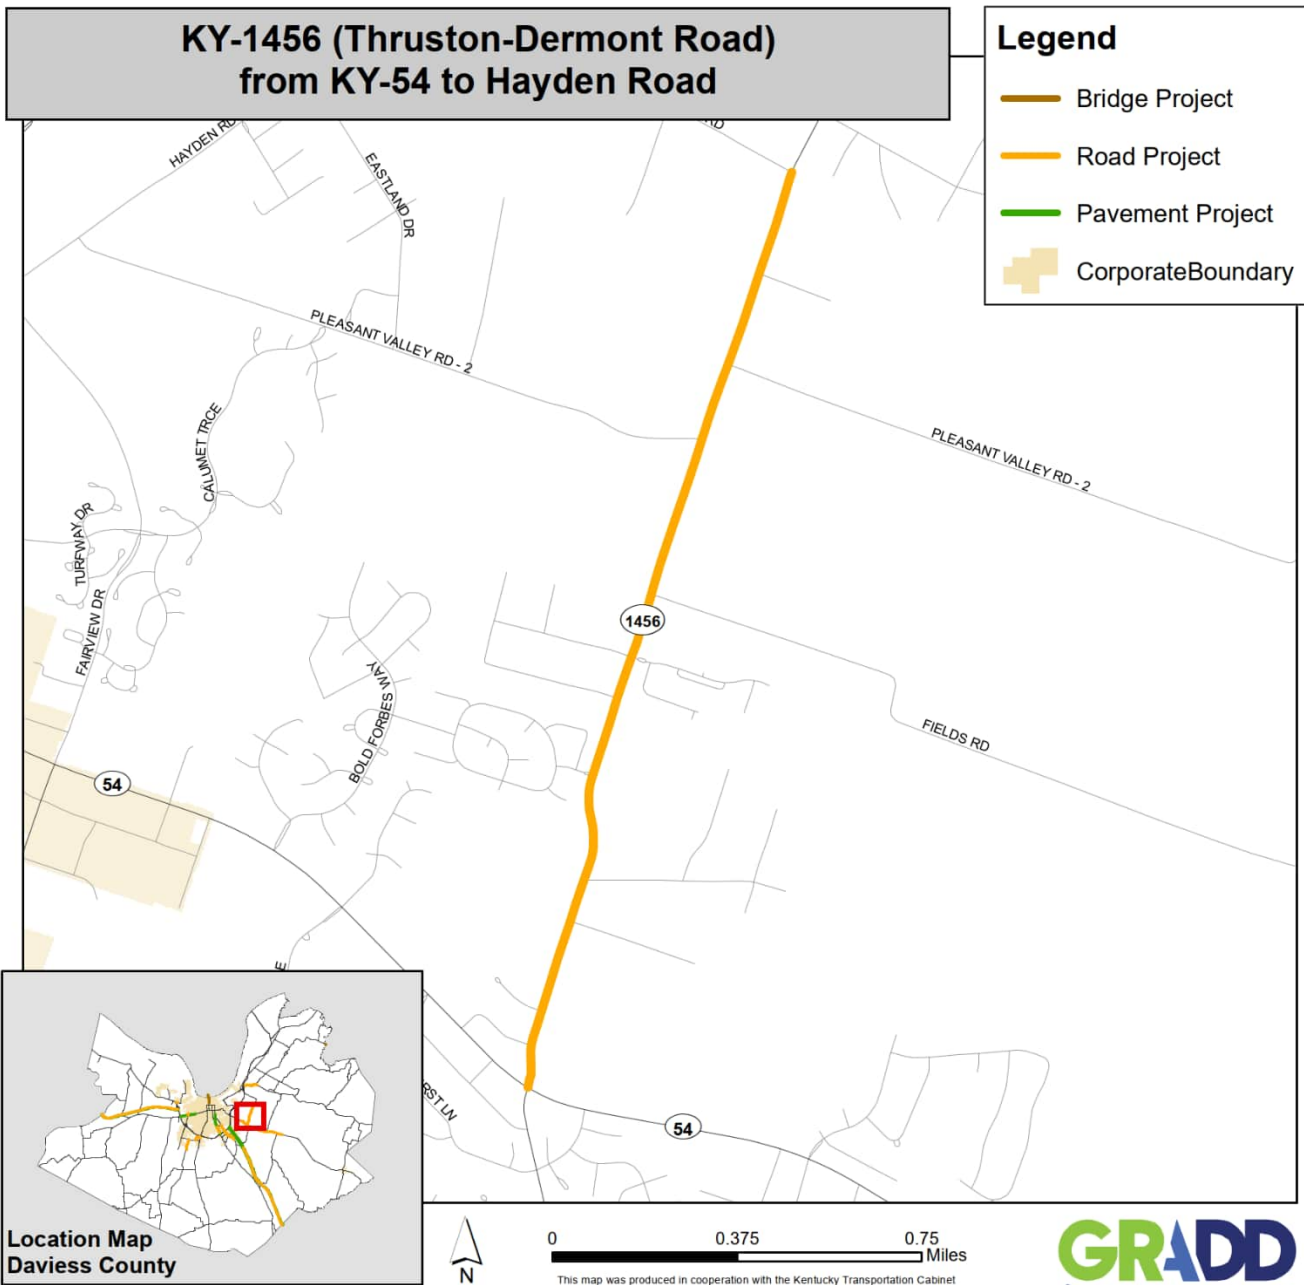 KY-1456 (Thruston-Dermont Road)
from KY-54 to Hayden Road
Legend
Bridge Project
Road Project
Pavement Project
CorporateBoundary
HAYDEN RD
RD
EASTLAND DR
PLEASANT VALLEY RD - 2
PLEASANT VALLEY RD - 2
CALUMET TRCE
TURFWAY DR
FAIRVIEW DR
1456
BOLD FORBES WAY
FIELDS RD
54
E
RST LN
54
Location Map
Daviess County
N
0 0.375 0.75
Miles
This map was produced in cooperation with the Kentucky Transportation Cabinet
GRADD